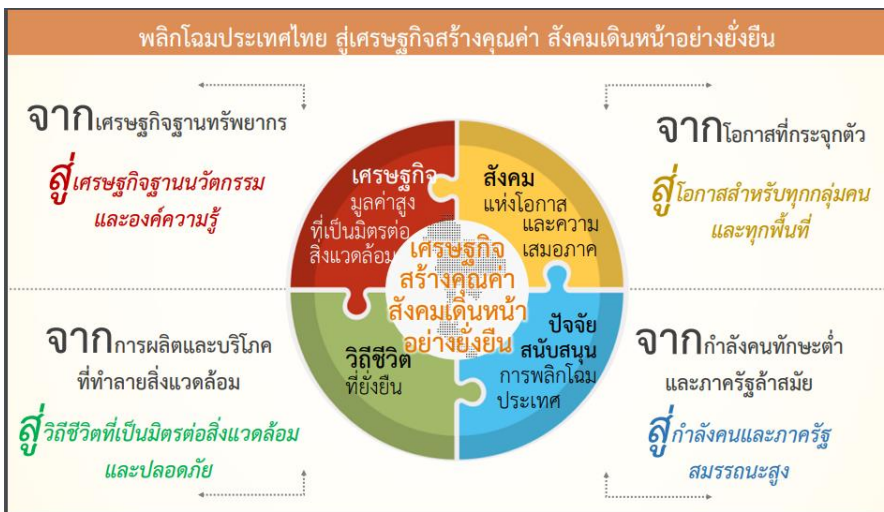 พลิกโฉมประเทศไทย สู่เศรษฐกิจสร้างคุณค่า สังคมเดินหน้าอย่างยั่งยืน
จากเศรษฐกิจฐานทรัพยากร
สู่เศรษฐกิจฐานนวัตกรรม
และองค์ความรู้
จากโอกาสที่กระจุกตัว
สู่โอกาสสำหรับทุกกลุ่มคน
และทุกพื้นที่
เศรษฐกิจ
มูลค่าสูง
ที่เป็นมิตรต่อ
สิ่งแวดล้อม
สังคม
แห่งโอกาส
และความ
เสมอภาค
เศรษฐกิจ
สร้างคุณค่า
สังคมเดินหน้า
อย่างยั่งยืน
วิถีชีวิต
ที่ยั่งยืน
ปัจจัย
สนับสนุน
การพลิกโฉม
ประเทศ
จากการผลิตและบริโภค
ที่ทำลายสิ่งแวดล้อม
สู่วิถีชีวิตที่เป็นมิตรต่อสิ่งแวดล้อม
และปลอดภัย
จากกำลังคนทักษะต่ำ
และภาครัฐล้าสมัย
สู่กำลังคนและภาครัฐ
สมรรถนะสูง